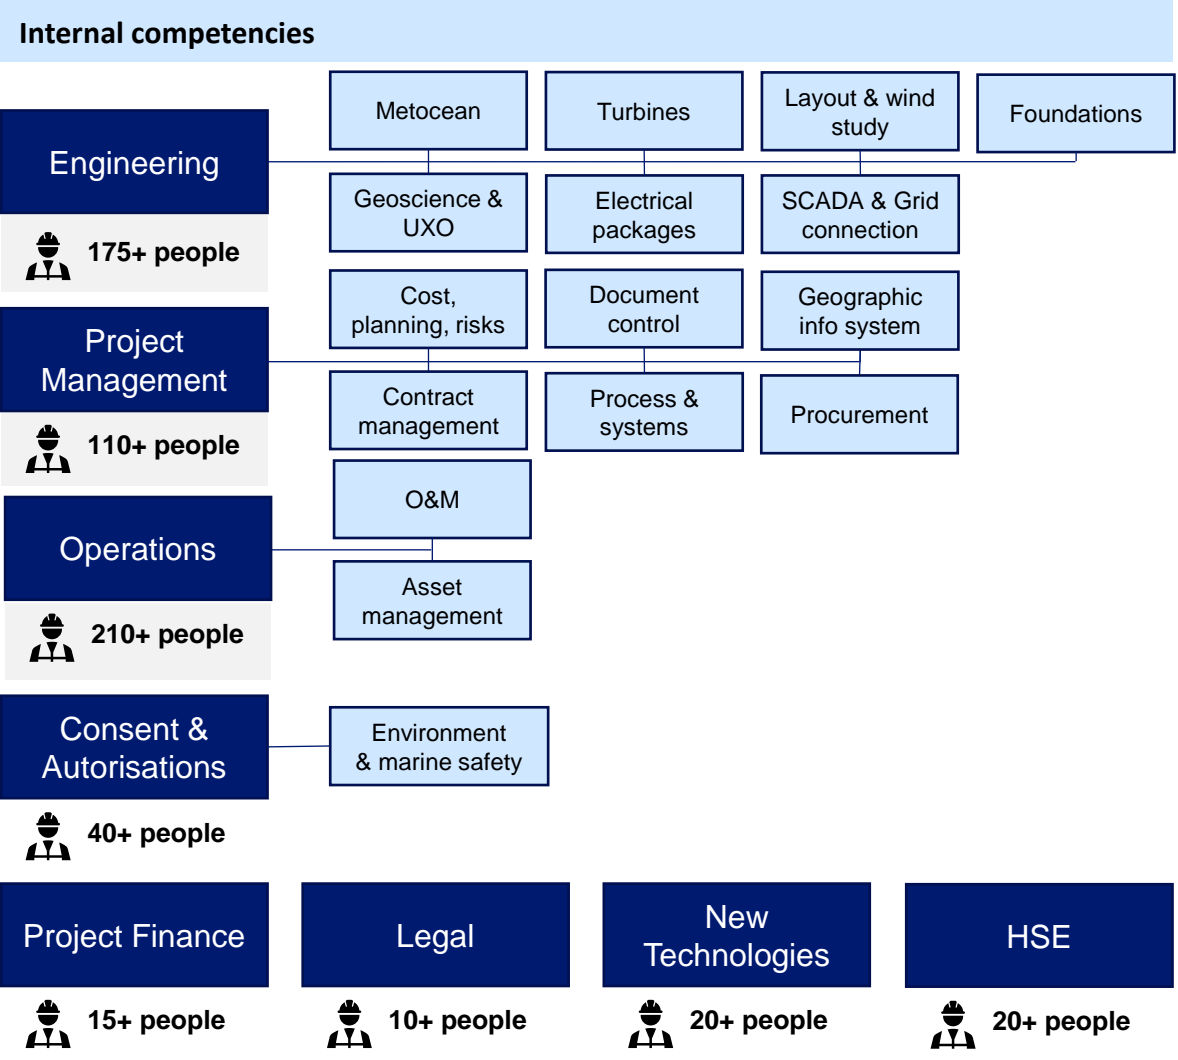 Internal competencies
Engineering
175+ people
Metocean
Turbines
Layout & wind
study
Foundations
Geoscience &
UXO
Electrical
packages
SCADA & Grid
connection
Project
Management
110+ people
Cost,
planning, risks
Document
control
Geographic
info system
Contract
management
Process &
systems
Procurement
Operations
210+ people
O&M
Asset
management
Consent &
Autorisations
40+ people
Environment
& marine safety
Project Finance
15+ people
Legal
10+ people
New
Technologies
20+ people
HSE
20+ people